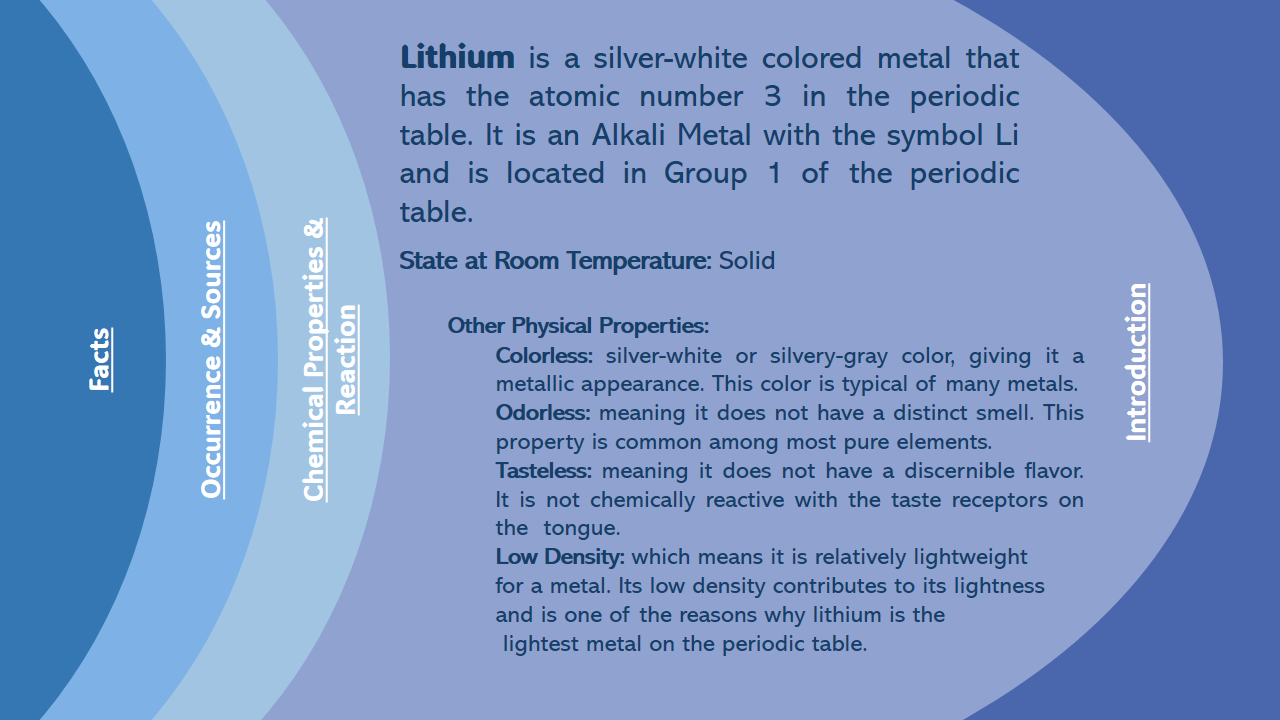 Facts
Occurrence & Sources
Chemical Properties &
Reaction
Lithium is a silver-white colored metal that
has the atomic number 3 in the periodic
table. It is an Alkali Metal with the symbol Li
and is located in Group 1 of the periodic
table.
State at Room Temperature: Solid
Other Physical Properties:
Colorless: silver-white or silvery-gray color, giving it a
metallic appearance. This color is typical of many metals.
Odorless: meaning it does not have a distinct smell. This
property is common among most pure elements.
Tasteless: meaning it does not have a discernible flavor.
It is not chemically reactive with the taste receptors on
the tongue.
Low Density: which means it is relatively lightweight
for a metal. Its low density contributes to its lightness
and is one of the reasons why lithium is the
lightest metal on the periodic table.
Introduction